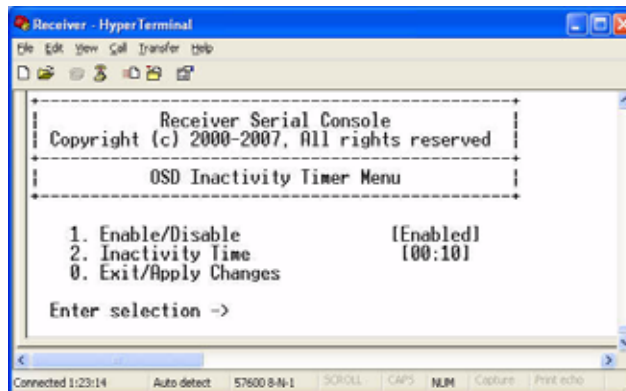 Receiver - HyperTerminal
File Edit View Call Transfer Help
Receiver Serial Console
Copyright (c) 2000-2007, All rights reserved
OSD Inactivity Timer Menu
1. Enable/Disable [Enabled]
2. Inactivity Time [00:10]
0. Exit/Apply Changes
Enter selection ->
Connected 1:23:14 Auto detect 57600 8-N-1 SCROLL CAPS NUM Capture Print echo